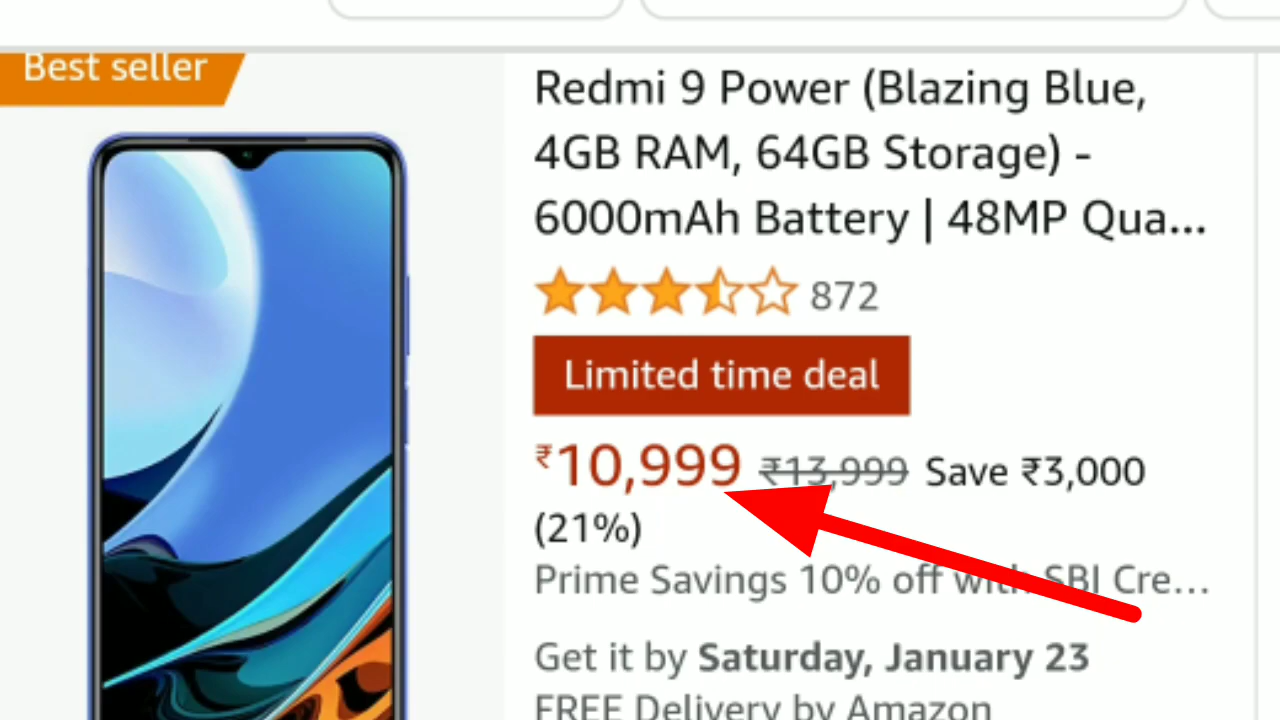 Best seller
Redmi 9 Power (Blazing Blue,
4GB RAM, 64GB Storage) -
6000mAh Battery | 48MP Qua...
872
Limited time deal
₹10,999 ₹13,999 Save ₹3,000
(21%)
Prime Savings 10% off with SBI Cre...
Get it by Saturday, January 23
FREE Delivery by Amazon